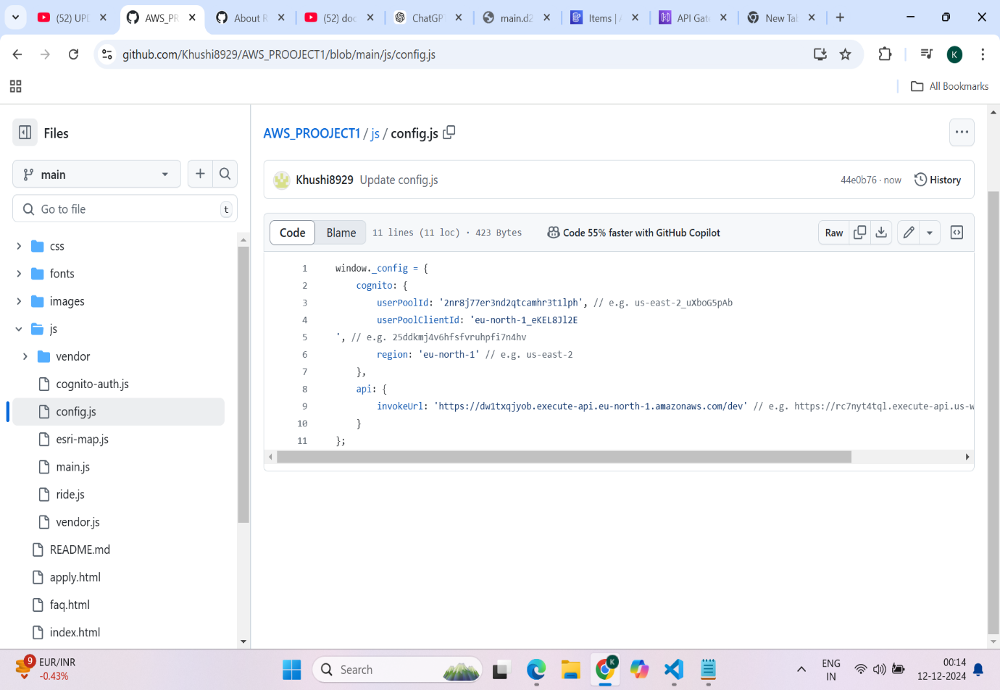 (52) UPI
AWS_PR
About R
(52) doc
ChatGP
main.d2
Items | A
API Gate
New Tab
github.com/Khushi8929/AWS_PROOJECT1/blob/main/js/config.js
K
All Bookmarks
Files
AWS_PROOJECT1 / js / config.js
main
Khushi8929 Update config.js
44e0b76 · now
History
Go to file
t
Code
Blame
11 lines (11 loc) · 423 Bytes
Code 55% faster with GitHub Copilot
Raw
css
fonts
images
js
vendor
cognito-auth.js
config.js
esri-map.js
main.js
ride.js
vendor.js
README.md
apply.html
faq.html
index.html
1 window._config = {
2 cognito: {
3 userPoolId: '2nr8j77er3nd2qtcamhr3t1lph', // e.g. us-east-2_uXboG5pAb
4 userPoolClientId: 'eu-north-1_eKEL8Jl2E
5 ', // e.g. 25ddkmj4v6hfsfvruhpfi7n4hv
6 region: 'eu-north-1' // e.g. us-east-2
7 },
8 api: {
9 invokeUrl: 'https://dw1txqjyob.execute-api.eu-north-1.amazonaws.com/dev' // e.g. https://rc7nyt4tql.execute-api.us-w
10 }
11 };
9
EUR/INR
-0.43%
Search
K
ENG
IN
00:14
12-12-2024